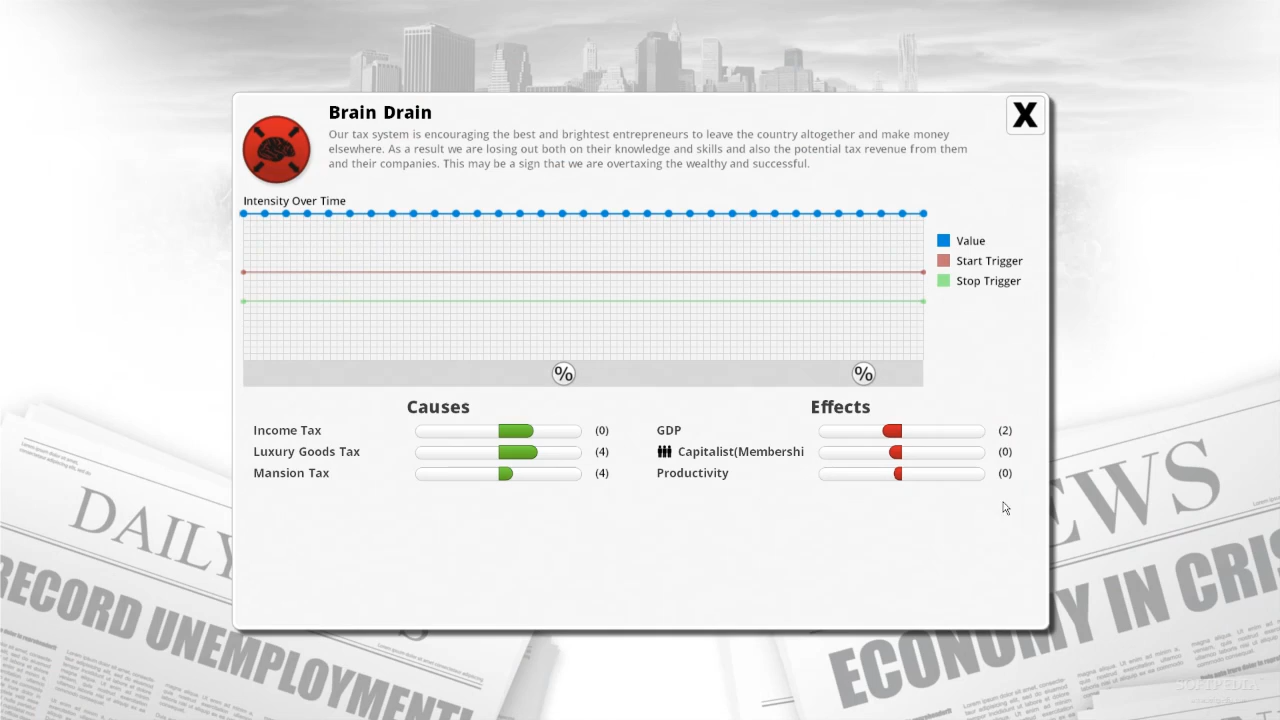 Brain Drain
Our tax system is encouraging the best and brightest entrepreneurs to leave the country altogether and make money
elsewhere. As a result we are losing out both on their knowledge and skills and also the potential tax revenue from them
and their companies. This may be a sign that we are overtaxing the wealthy and successful.
X
Intensity Over Time
Value
Start Trigger
Stop Trigger
% %
Causes
Income Tax (0)
Luxury Goods Tax (4)
Mansion Tax (4)
Effects
GDP (2)
Capitalist(Membershi (0)
Productivity (0)
DAILY
RECORD UNEMPLOYMENT
EWS
ECONOMY IN CRIS
SOFTPEDIA